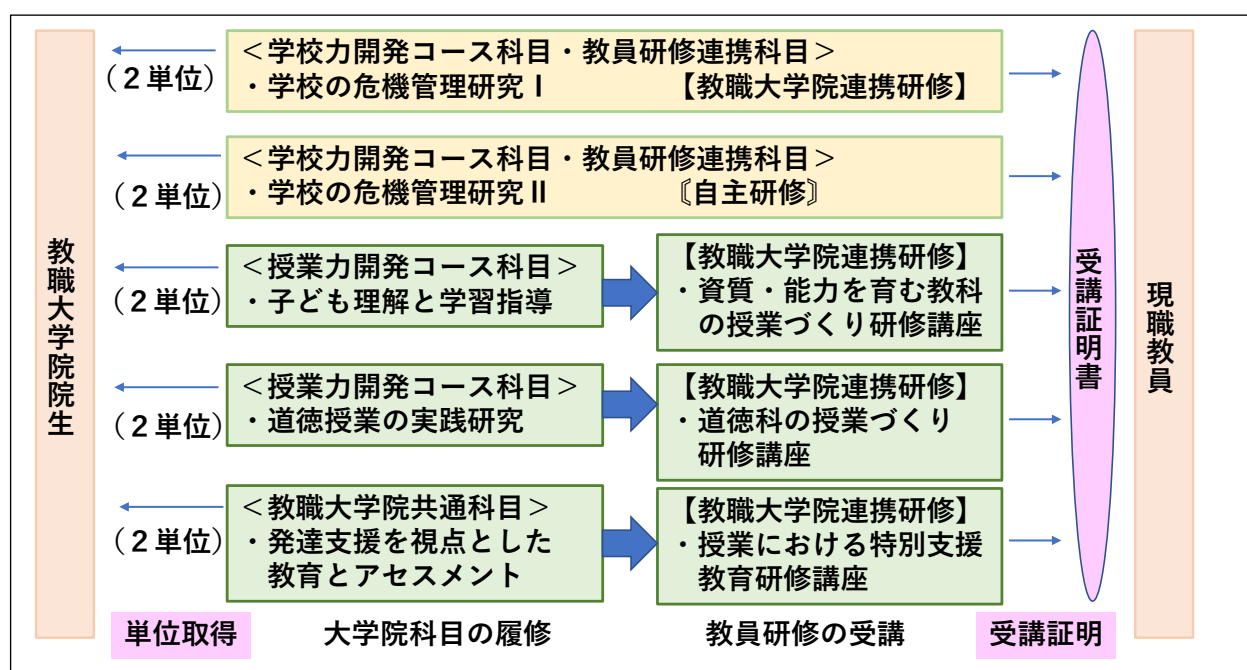 教職大学院院生
(2単位)
<学校力開発コース科目・教員研修連携科目>
・学校の危機管理研究Ⅰ 【教職大学院連携研修】
(2単位)
<学校力開発コース科目・教員研修連携科目>
・学校の危機管理研究Ⅱ 〘自主研修〙
(2単位)
<授業力開発コース科目>
・子ども理解と学習指導
【教職大学院連携研修】
・資質・能力を育む教科
の授業づくり研修講座
(2単位)
<授業力開発コース科目>
・道徳授業の実践研究
【教職大学院連携研修】
・道徳科の授業づくり
研修講座
(2単位)
<教職大学院共通科目>
・発達支援を視点とした
教育とアセスメント
【教職大学院連携研修】
・授業における特別支援
教育研修講座
受講証明書
現職教員
単位取得
大学院科目の履修
教員研修の受講
受講証明